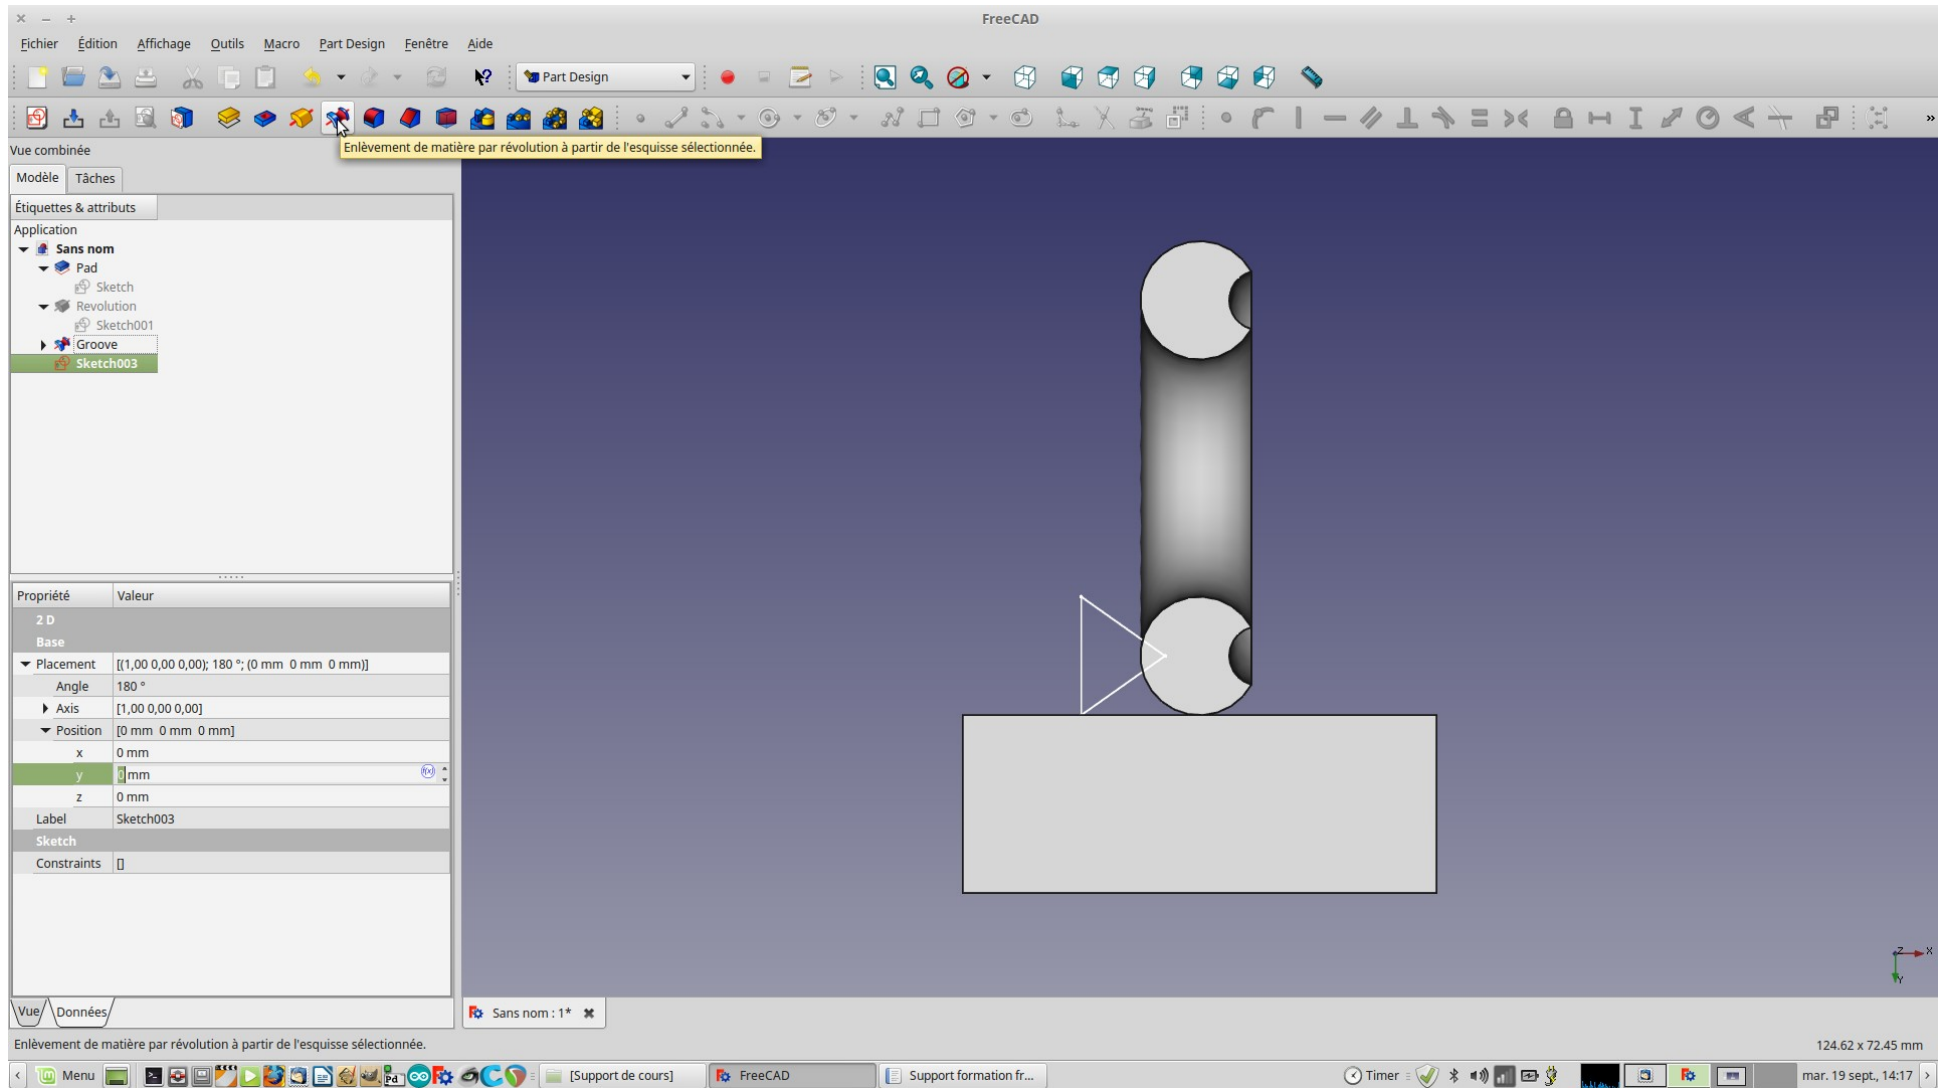 FreeCAD
Fichier Édition Affichage Outils Macro Part Design Fenêtre Aide
Part Design
Enlèvement de matière par révolution à partir de l'esquisse sélectionnée.
Vue combinée
Modèle Tâches
Étiquettes & attributs
Application
Sans nom
Pad
Sketch
Revolution
Sketch001
Groove
Sketch003
Propriété Valeur
2 D
Base
Placement [(1,00 0,00 0,00); 180 °; (0 mm 0 mm 0 mm)]
Angle 180 °
Axis [1,00 0,00 0,00]
Position [0 mm 0 mm 0 mm]
x 0 mm
y 0 mm
z 0 mm
Label Sketch003
Sketch
Constraints []
Z X
Y
Vue Données
Sans nom : 1*
Enlèvement de matière par révolution à partir de l'esquisse sélectionnée.
124.62 x 72.45 mm
Menu [Support de cours] FreeCAD Support formation fr... Timer mar. 19 sept., 14:17